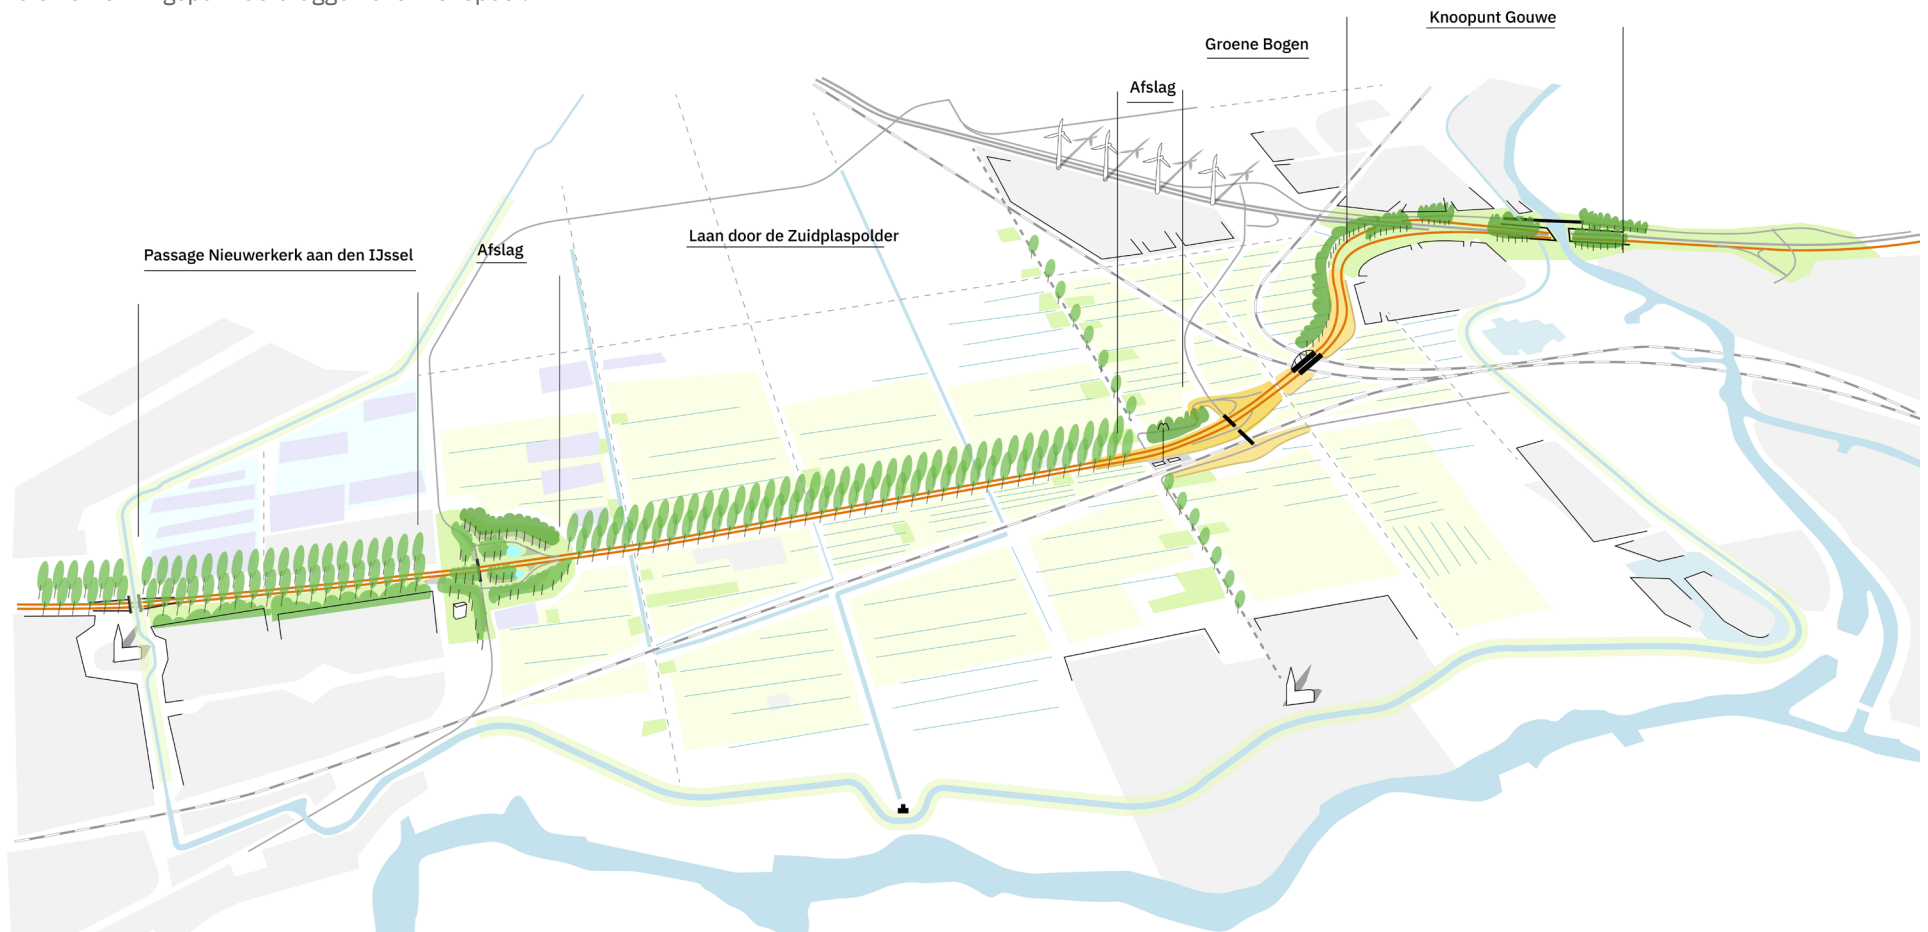 Knoopunt Gouwe
Groene Bogen
Afslag
Laan door de Zuidplaspolder
Afslag
Passage Nieuwerkerk aan den IJssel